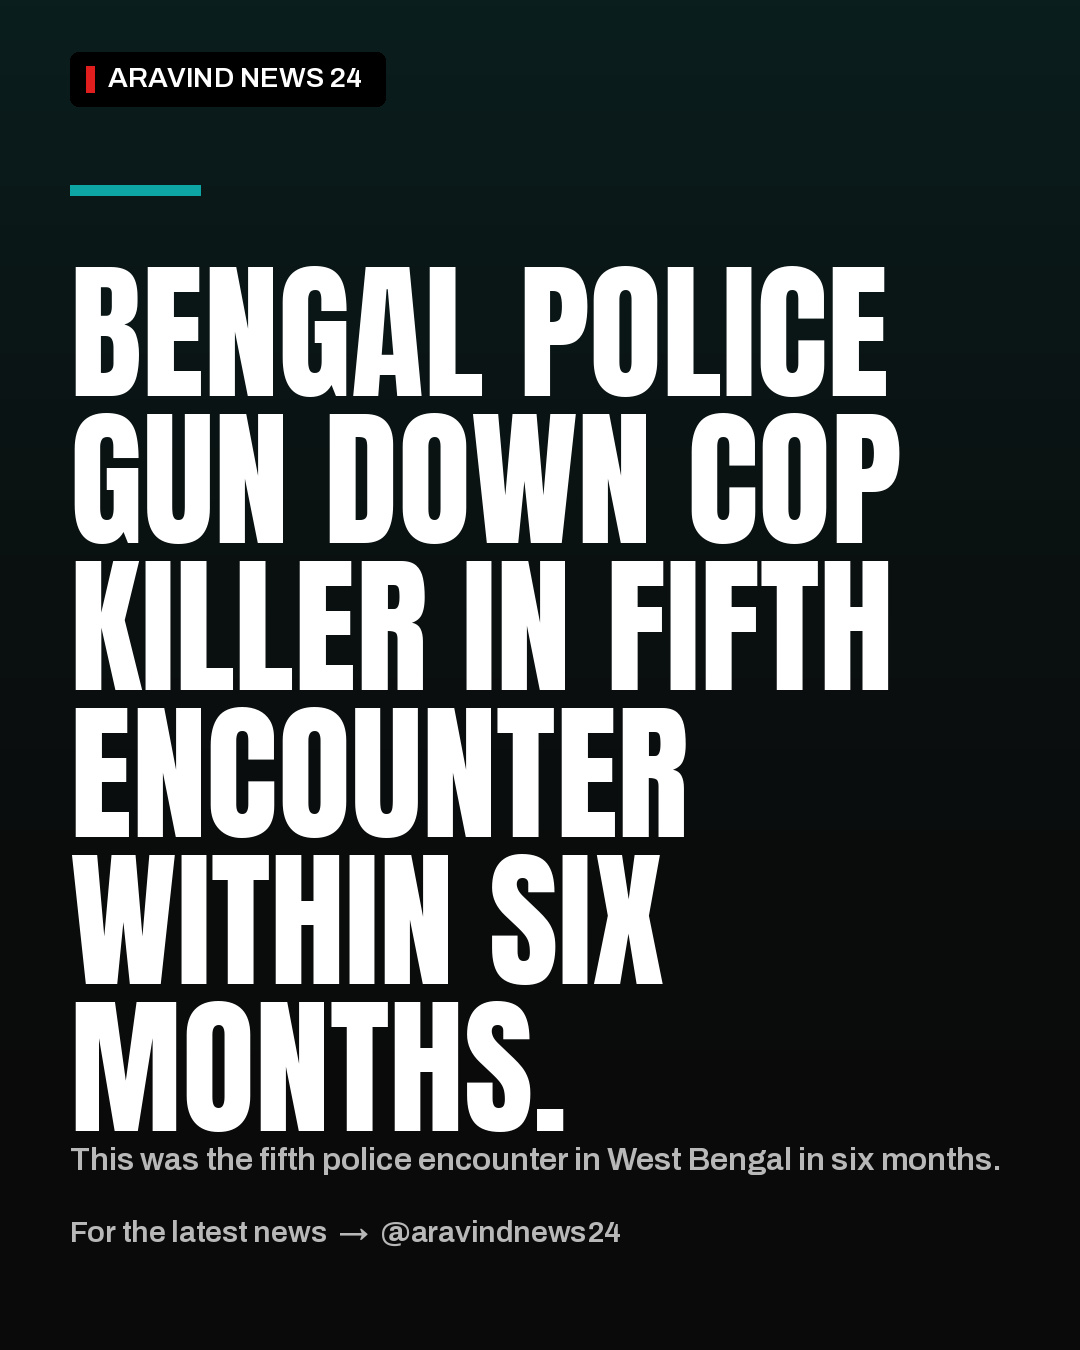 ARAVIND NEWS 24
BENGAL POLICE
GUN DOWN COP
KILLER IN FIFTH
ENCOUNTER
WITHIN SIX
MONTHS.
This was the fifth police encounter in West Bengal in six months.
For the latest news → @aravindnews24